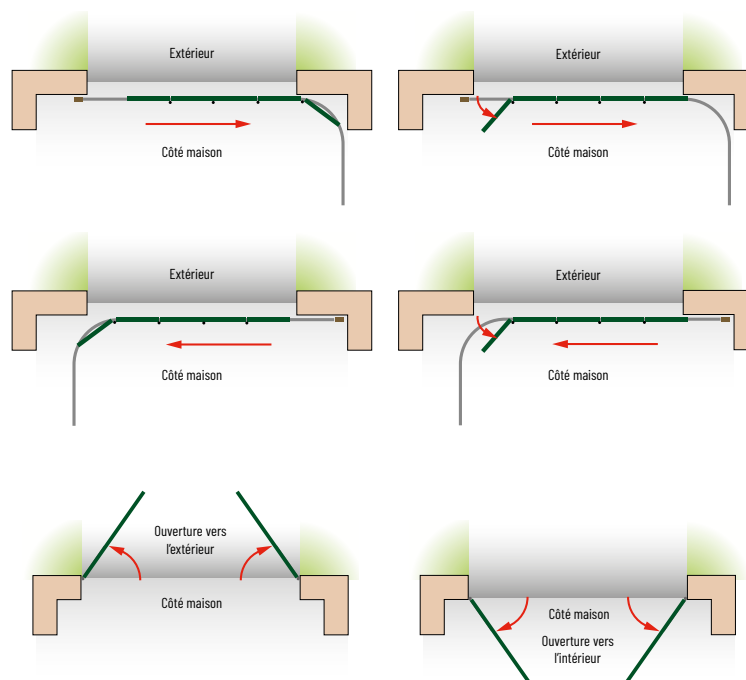 Extérieur
Extérieur
Côté maison
Côté maison
Extérieur
Extérieur
Côté maison
Côté maison
Ouverture vers
l'extérieur
Côté maison
Côté maison
Ouverture vers
l'intérieur